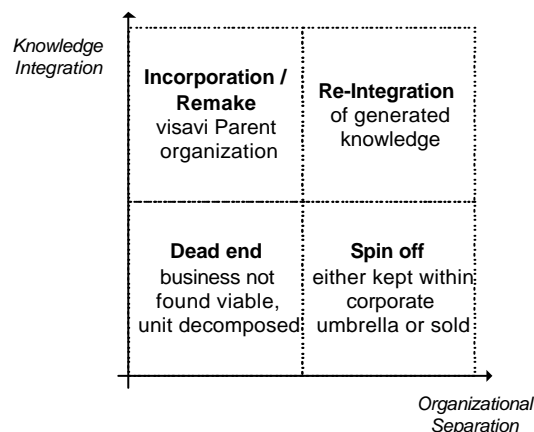 Knowledge
Integration
Incorporation /
Remake
visavi Parent
organization
Re-Integration
of generated
knowledge
Dead end
business not
found viable,
unit decomposed
Spin off
either kept within
corporate
umbrella or sold
Organizational
Separation